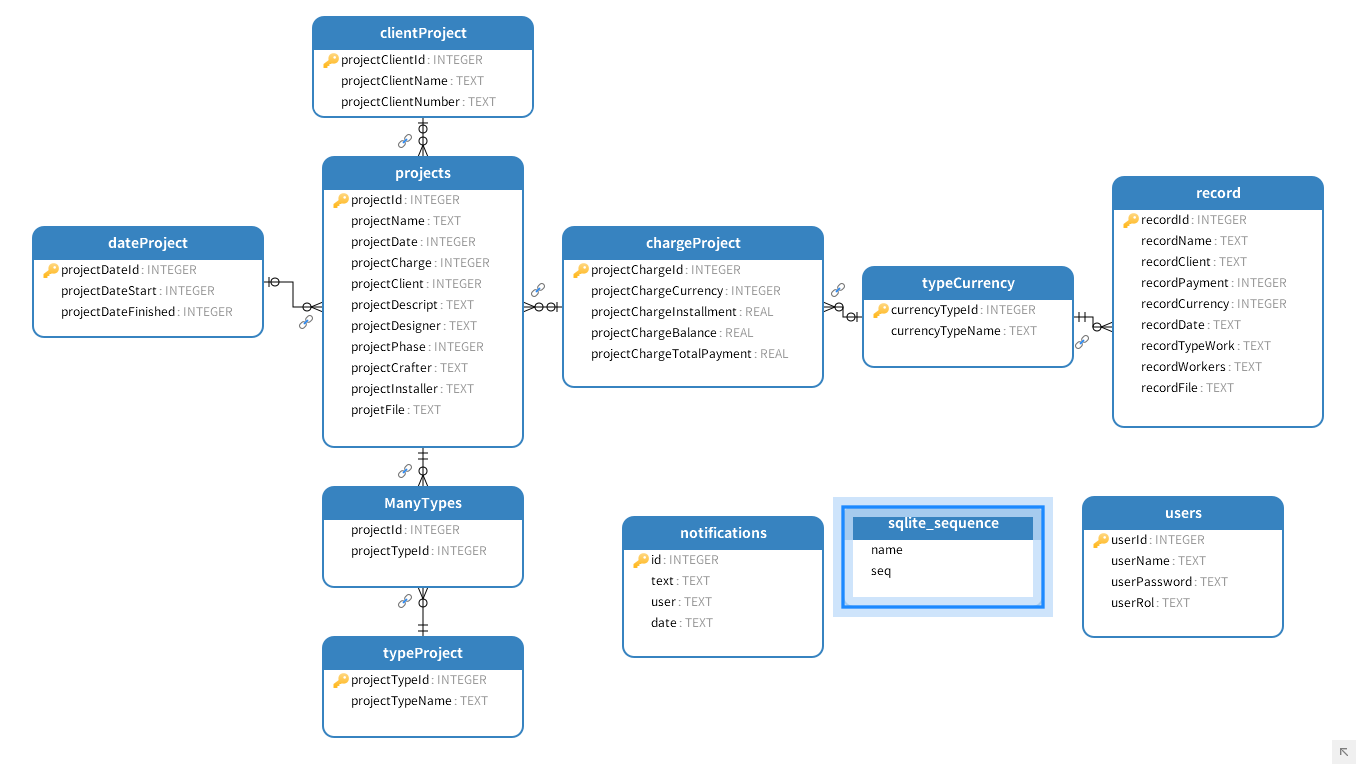 clientProject
projectClientId : INTEGER
projectClientName : TEXT
projectClientNumber : TEXT
projects
projectId : INTEGER
projectName : TEXT
projectDate : INTEGER
projectCharge : INTEGER
projectClient : INTEGER
projectDescript : TEXT
projectDesigner : TEXT
projectPhase : INTEGER
projectCrafter : TEXT
projectInstaller : TEXT
projetFile : TEXT
dateProject
projectDateId : INTEGER
projectDateStart : INTEGER
projectDateFinished : INTEGER
chargeProject
projectChargeId : INTEGER
projectChargeCurrency : INTEGER
projectChargeInstallment : REAL
projectChargeBalance : REAL
projectChargeTotalPayment : REAL
typeCurrency
currencyTypeId : INTEGER
currencyTypeName : TEXT
record
recordId : INTEGER
recordName : TEXT
recordClient : TEXT
recordPayment : INTEGER
recordCurrency : INTEGER
recordDate : TEXT
recordTypeWork : TEXT
recordWorkers : TEXT
recordFile : TEXT
ManyTypes
projectId : INTEGER
projectTypeId : INTEGER
typeProject
projectTypeId : INTEGER
projectTypeName : TEXT
notifications
id : INTEGER
text : TEXT
user : TEXT
date : TEXT
sqlite_sequence
name
seq
users
userId : INTEGER
userName : TEXT
userPassword : TEXT
userRol : TEXT